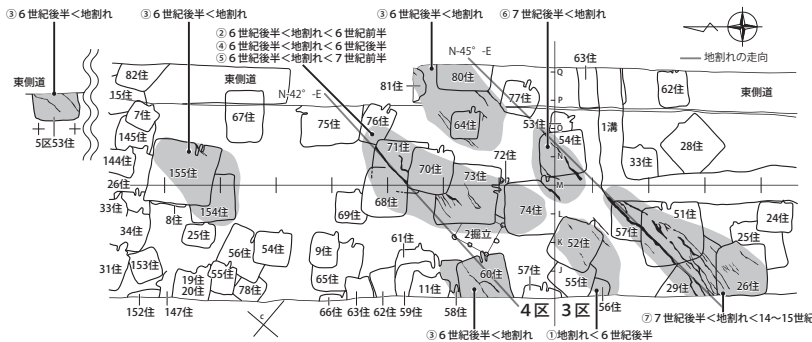 ③６世紀後半＜地割れ
③６世紀後半＜地割れ
②６世紀後半＜地割れ＜６世紀前半
④６世紀後半＜地割れ＜６世紀後半
⑤６世紀後半＜地割れ＜７世紀前半
③６世紀後半＜地割れ
⑥７世紀後半＜地割れ
地割れの走向
N-45°-E
N-42°-E
東側道
82住
15住
東側道
81住
80住
63住
62住
東側道
7住
145住
67住
75住
76住
77住
64住
53住
54住
1溝
28住
5区53住
144住
155住
71住
70住
72住
73住
33住
26住
154住
68住
74住
33住
8住
25住
69住
2掘立
51住
24住
34住
56住
54住
9住
61住
52住
57住
25住
31住
153住
55住
65住
60住
57住
55住
29住
26住
19住
20住
78住
11住
56住
152住
147住
66住
63住
62住
59住
58住
4区
3区
③６世紀後半＜地割れ
①地割れ＜６世紀後半
⑦７世紀後半＜地割れ＜14～15世紀
Q
P
O
N
M
L
K
J
c